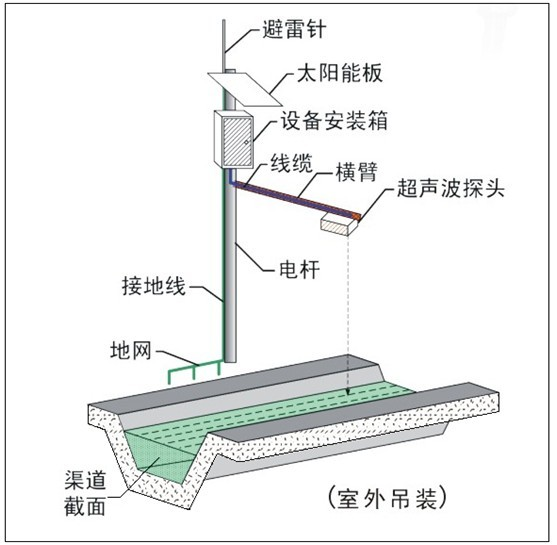 避雷针
太阳能板
设备安装箱
线缆
横臂
超声波探头
电杆
接地线
地网
渠道
截面
(室外吊装)